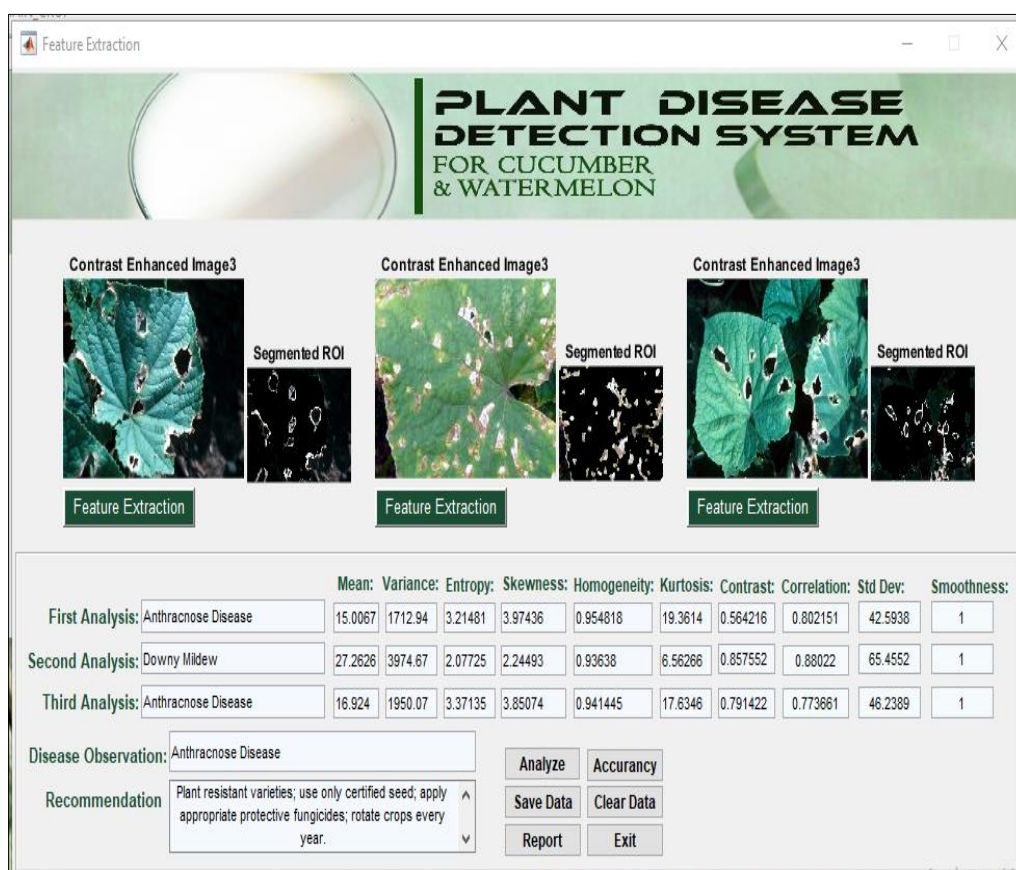 Feature Extraction
PLANT DISEASE
DETECTION SYSTEM
FOR CUCUMBER
& WATERMELON
Contrast Enhanced Image3
Segmented ROI
Feature Extraction
Contrast Enhanced Image3
Segmented ROI
Feature Extraction
Contrast Enhanced Image3
Segmented ROI
Feature Extraction
Mean: Variance: Entropy: Skewness: Homogeneity: Kurtosis: Contrast: Correlation: Std Dev: Smoothness:
First Analysis: Anthracnose Disease 15.0067 1712.94 3.21481 3.97436 0.954818 19.3614 0.564216 0.802151 42.5938 1
Second Analysis: Downy Mildew 27.2626 3974.67 2.07725 2.24493 0.93638 6.56266 0.857552 0.88022 65.4552 1
Third Analysis: Anthracnose Disease 16.924 1950.07 3.37135 3.85074 0.941445 17.6346 0.791422 0.773661 46.2389 1
Disease Observation: Anthracnose Disease
Recommendation
Plant resistant varieties; use only certified seed; apply
appropriate protective fungicides; rotate crops every
year.
Analyze Accurancy
Save Data Clear Data
Report Exit